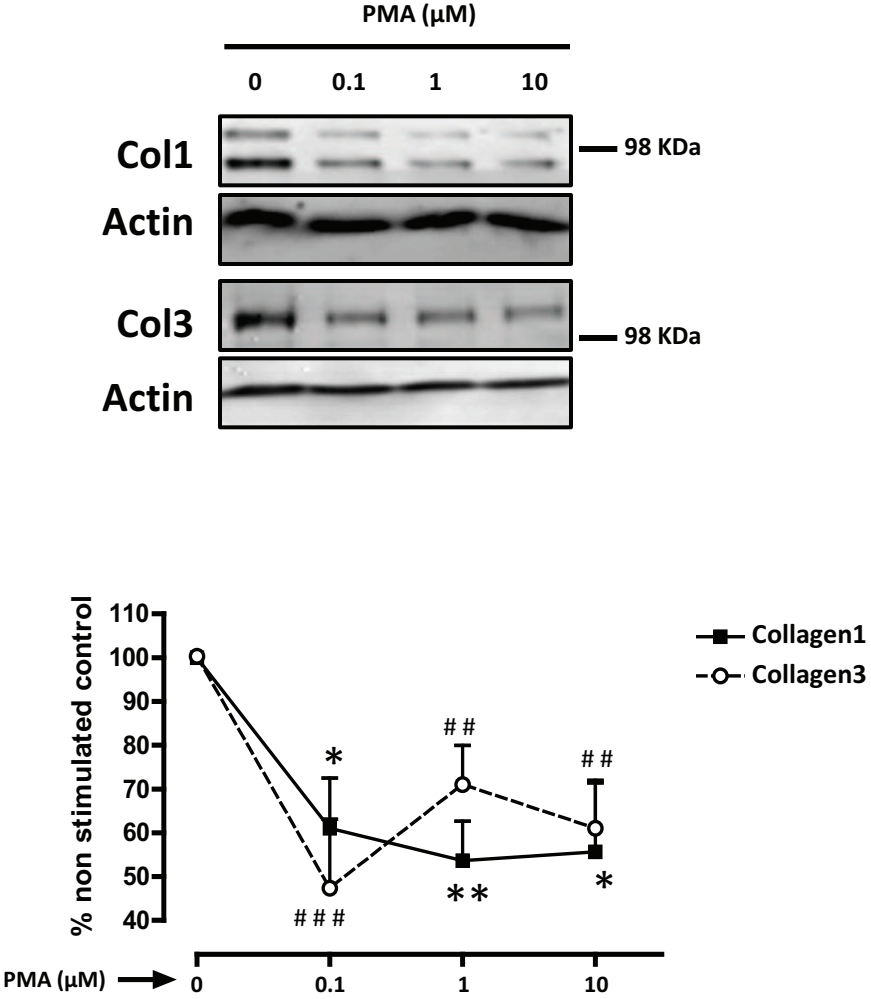 PMA (µM)
0 0.1 1 10
Col1
98 KDa
Actin
Col3
98 KDa
Actin
% non stimulated control
110
100
90
80
70
60
50
40
*
# #
# #
**
*
# # #
Collagen1
Collagen3
PMA (µM)
0 0.1 1 10